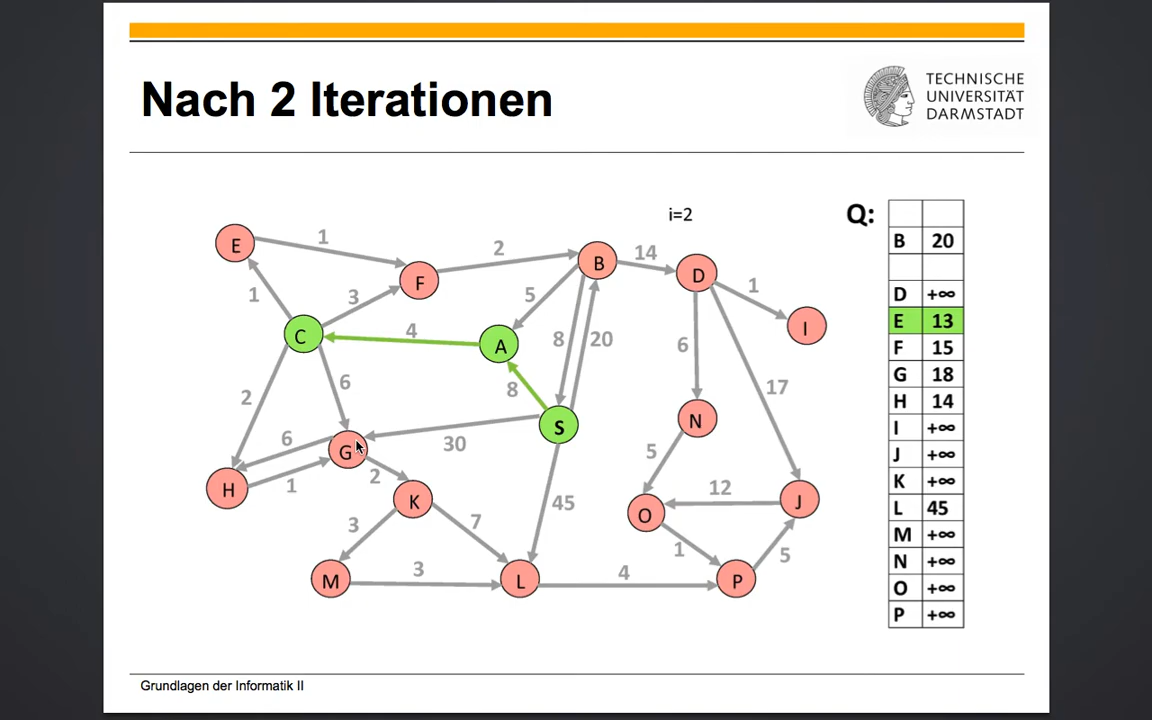 Nach 2 Iterationen
TECHNISCHE
UNIVERSITÄT
DARMSTADT
i=2
Q:
B 20
D +∞
E 13
F 15
G 18
H 14
I +∞
J +∞
K +∞
L 45
M +∞
N +∞
O +∞
P +∞
E
1
F
2
B
14
D
1
I
1
3
5
8
20
6
17
C
4
A
8
S
2
6
30
N
6
G
5
H
1
2
K
45
O
12
J
3
7
1
5
M
3
L
4
P
Grundlagen der Informatik II